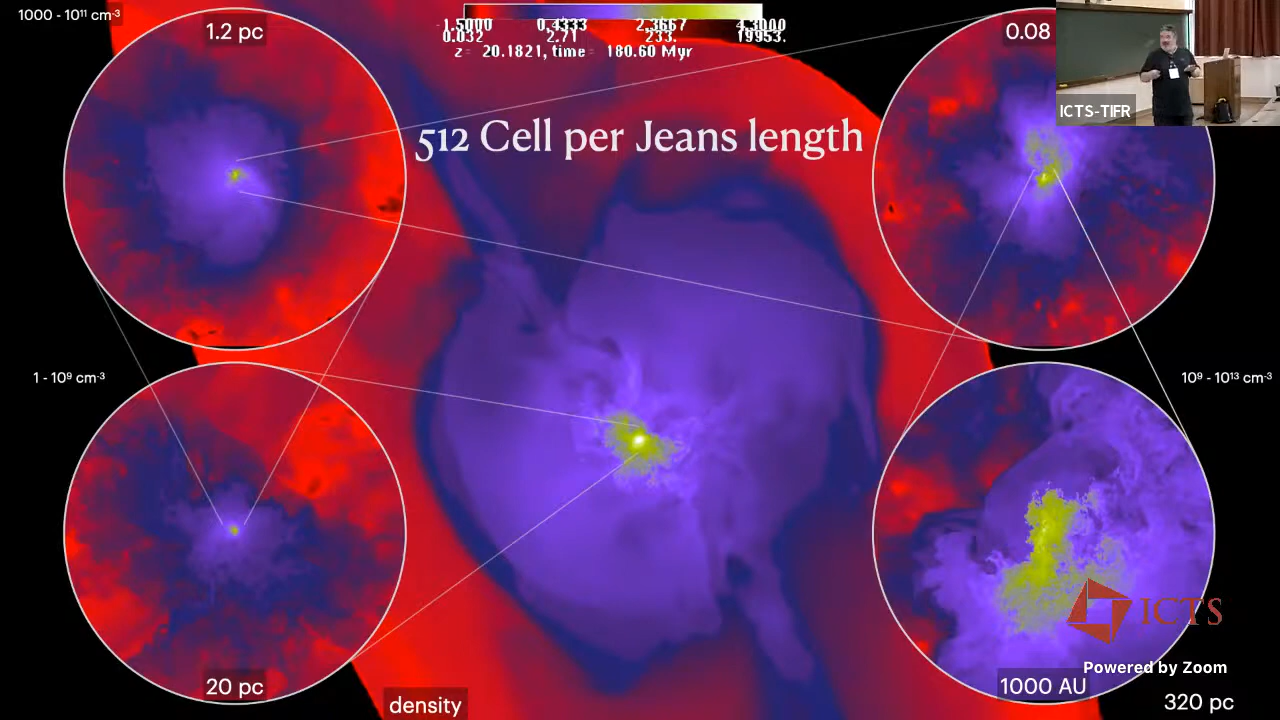 1000 - 10¹¹ cm⁻³
1.2 pc
-1.5000 0.4333 2.3667 4.3000
0.032 2.71 233. 19953.
z = 20.1821, time = 180.60 Myr
0.08
ICTS-TIFR
512 Cell per Jeans length
1 - 10⁹ cm⁻³
10⁹ - 10¹³ cm⁻³
ICTS
Powered by Zoom
20 pc
1000 AU
density
320 pc